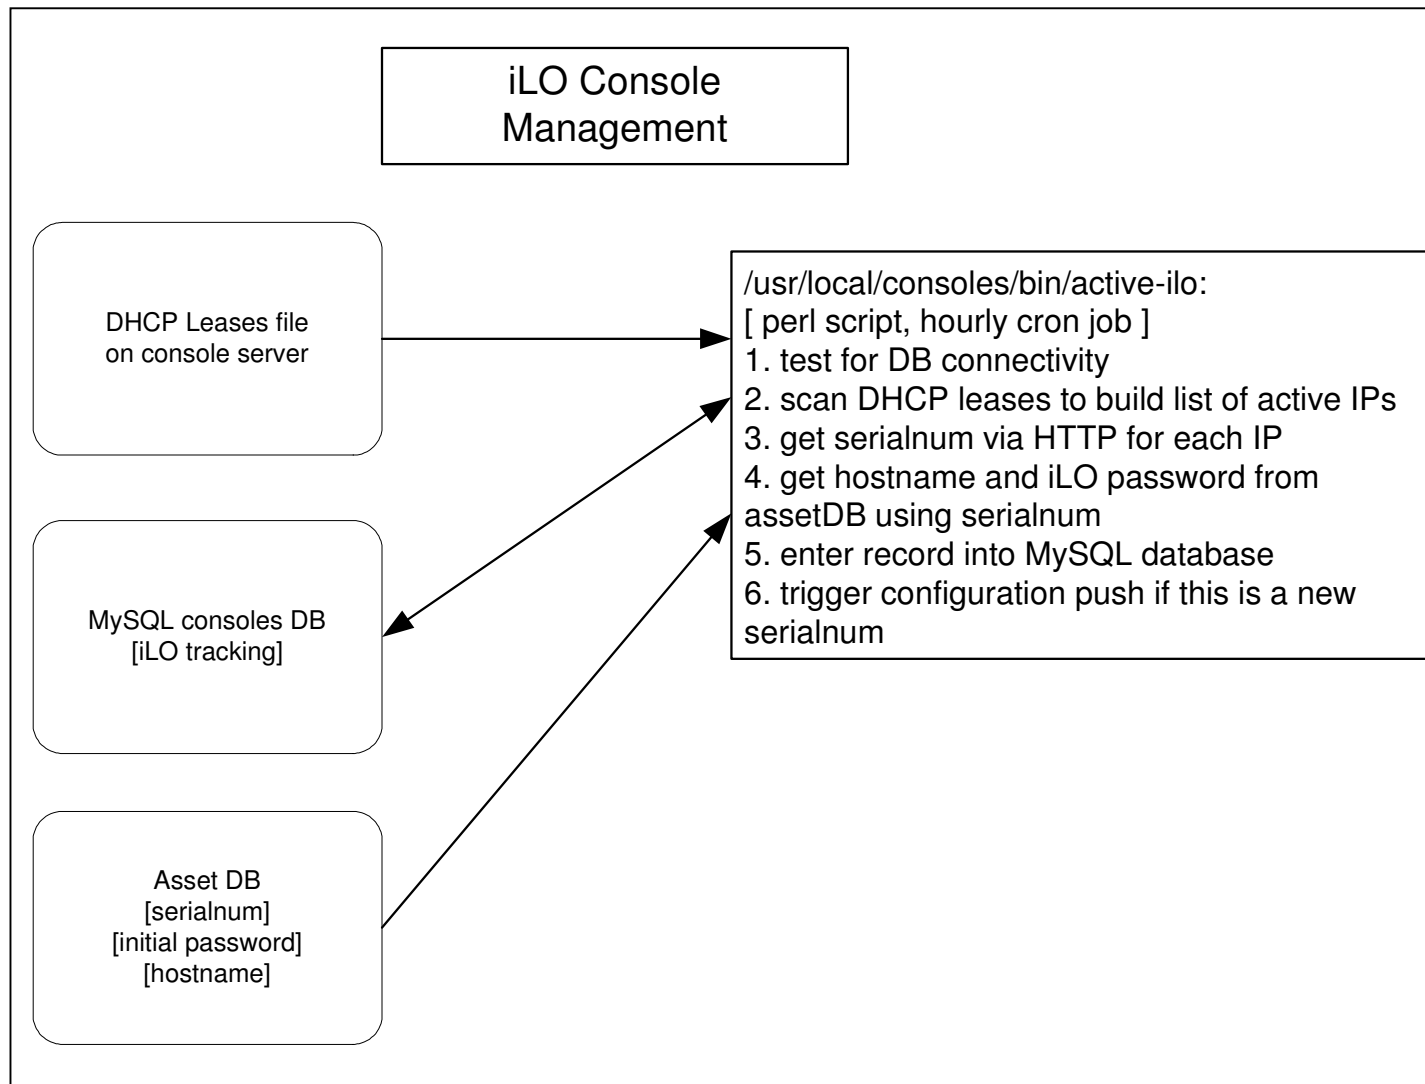 iLO Console
Management
DHCP Leases file
on console server
/usr/local/consoles/bin/active-ilo:
[ perl script, hourly cron job ]
1. test for DB connectivity
2. scan DHCP leases to build list of active IPs
3. get serialnum via HTTP for each IP
4. get hostname and iLO password from
assetDB using serialnum
5. enter record into MySQL database
6. trigger configuration push if this is a new
serialnum
MySQL consoles DB
[iLO tracking]
Asset DB
[serialnum]
[initial password]
[hostname]